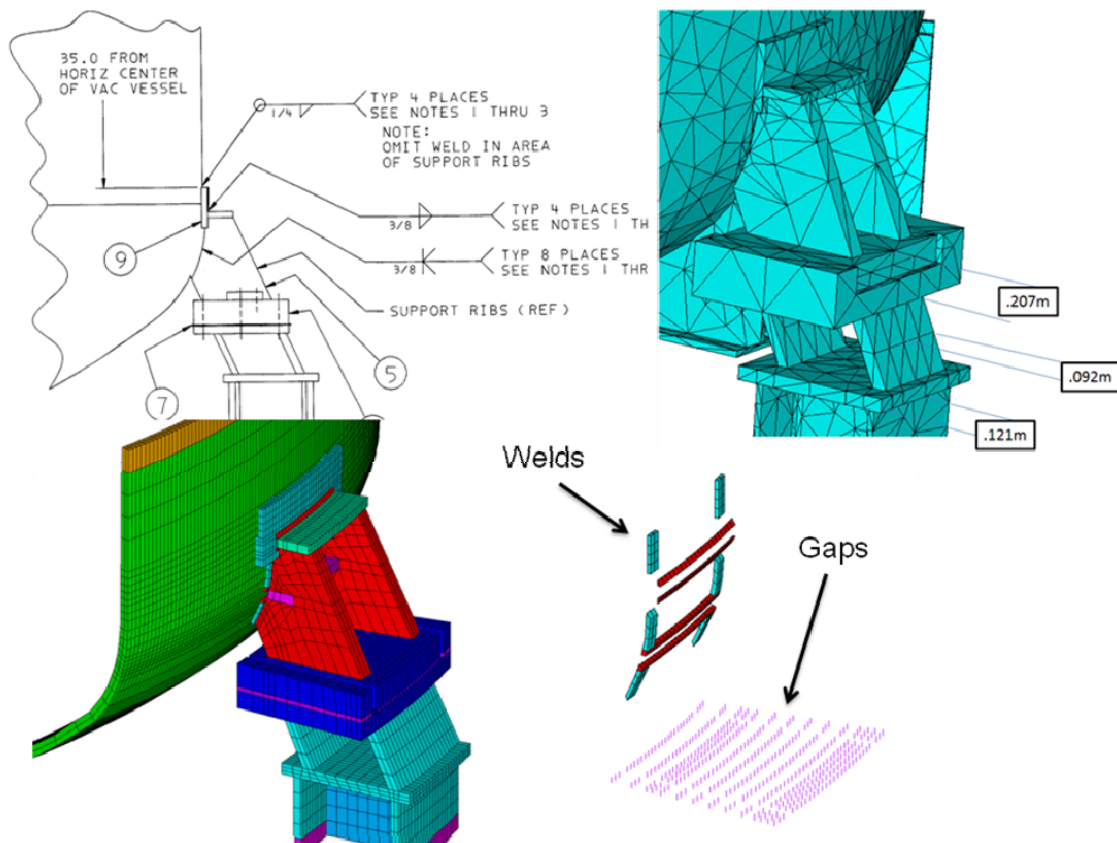 35.0 FROM
HORIZ CENTER
OF VAC VESSEL
1/4
TYP 4 PLACES
SEE NOTES 1 THRU 3
NOTE:
OMIT WELD IN AREA
OF SUPPORT RIBS
3/8
TYP 4 PLACES
SEE NOTES 1 TH
3/8
TYP 8 PLACES
SEE NOTES 1 THR
SUPPORT RIBS (REF)
9
5
7
.207m
.092m
.121m
Welds
Gaps